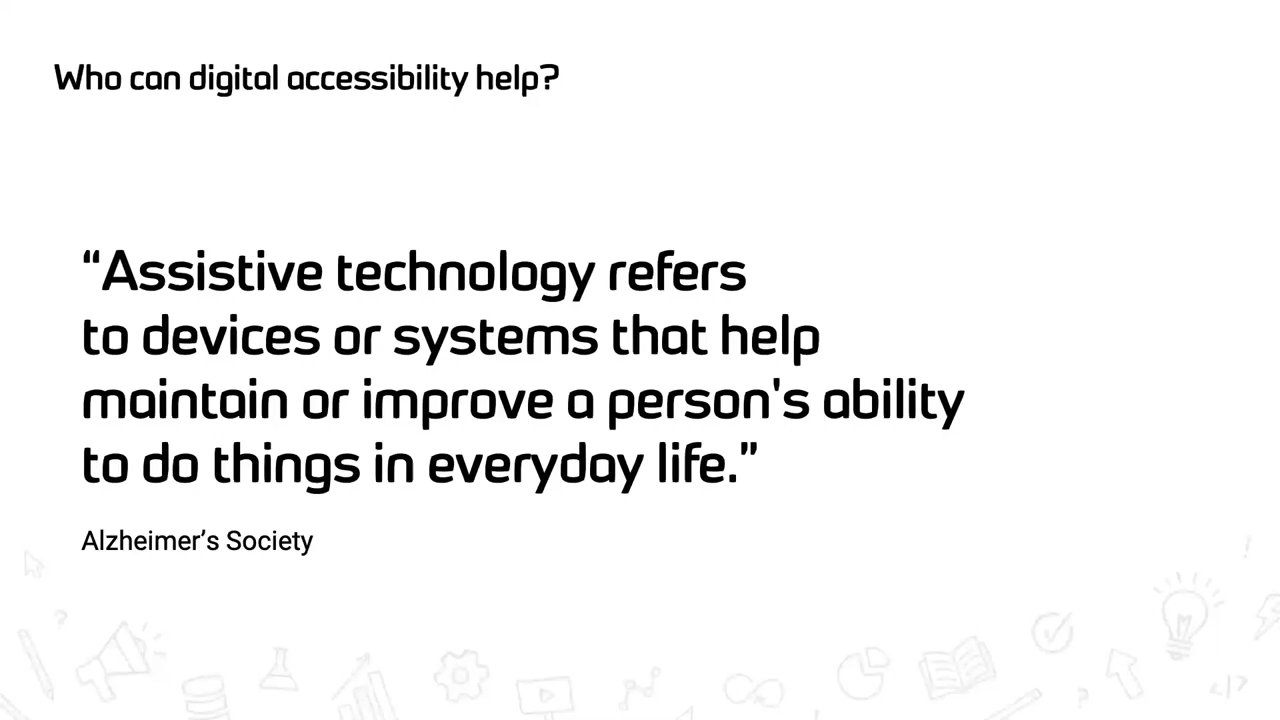 Who can digital accessibility help?
“Assistive technology refers
to devices or systems that help
maintain or improve a person's ability
to do things in everyday life.”
Alzheimer’s Society